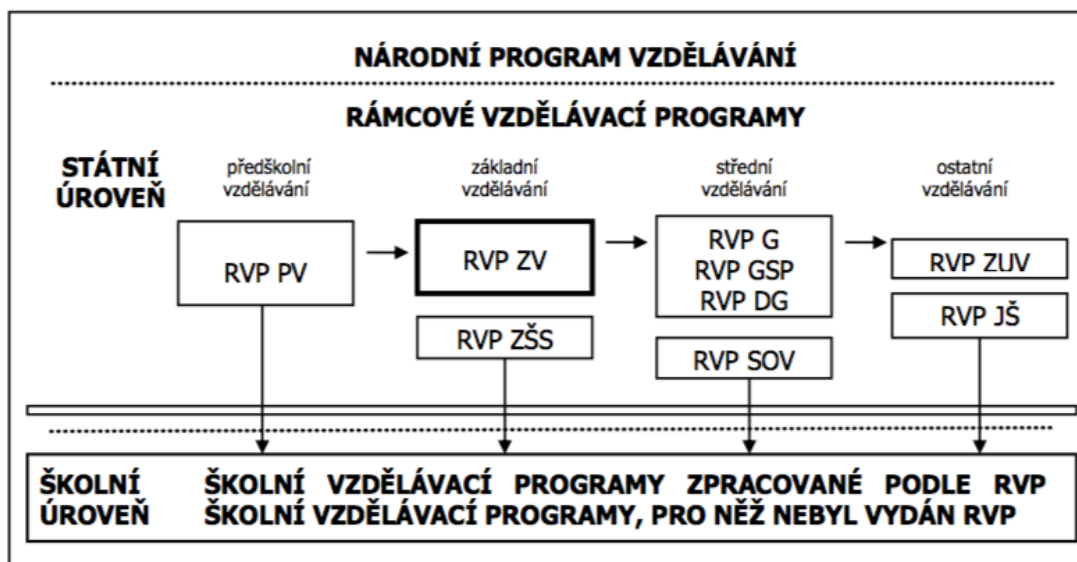 NÁRODNÍ PROGRAM VZDĚLÁVÁNÍ
RÁMCOVÉ VZDĚLÁVACÍ PROGRAMY
STÁTNÍ
ÚROVEŇ
předškolní
vzdělávání
základní
vzdělávání
střední
vzdělávání
ostatní
vzdělávání
RVP PV
RVP ZV
RVP ZŠS
RVP G
RVP GSP
RVP DG
RVP SOV
RVP ZUV
RVP JŠ
ŠKOLNÍ ÚROVEŇ
ŠKOLNÍ VZDĚLÁVACÍ PROGRAMY ZPRACOVANÉ PODLE RVP
ŠKOLNÍ VZDĚLÁVACÍ PROGRAMY, PRO NĚŽ NEBYL VYDÁN RVP